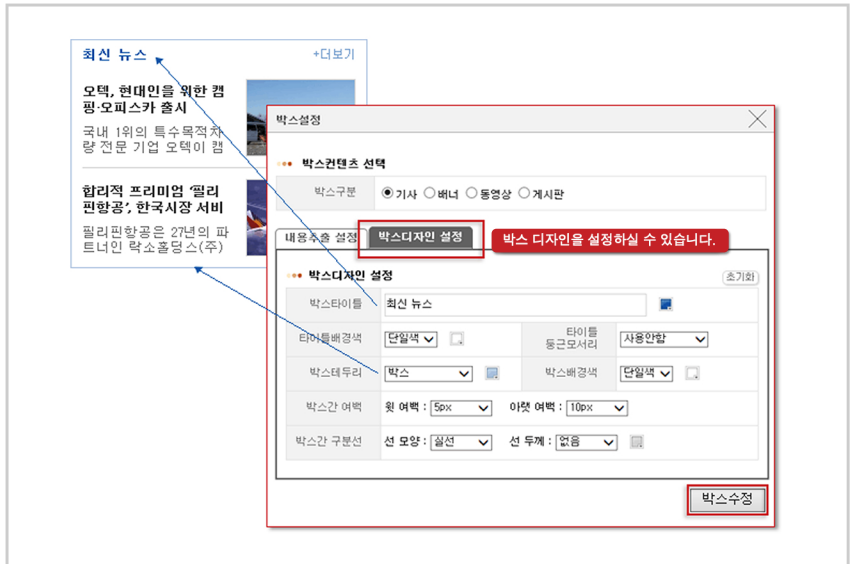 최신 뉴스
+더보기
오텍, 현대인을 위한 캠
핑·오피스카 출시
국내 1위의 특수목적차
량 전문 기업 오텍이 캠
합리적 프리미엄 '필리
핀항공', 한국시장 서비
필리핀항공은 27년의 파
트너인 락소홀딩스(주)
박스설정
박스컨텐츠 선택
박스구분 기사 배너 동영상 게시판
내용추출 설정 박스디자인 설정 박스 디자인을 설정하실 수 있습니다.
박스디자인 설정 초기화
박스타이틀 최신 뉴스
타이틀배경색 단일색 타이틀
둥근모서리 사용안함
박스테두리 박스 박스배경색 단일색
박스간 여백 윗 여백 : 5px 아랫 여백 : 10px
박스간 구분선 선 모양 : 실선 선 두께 : 없음
박스수정